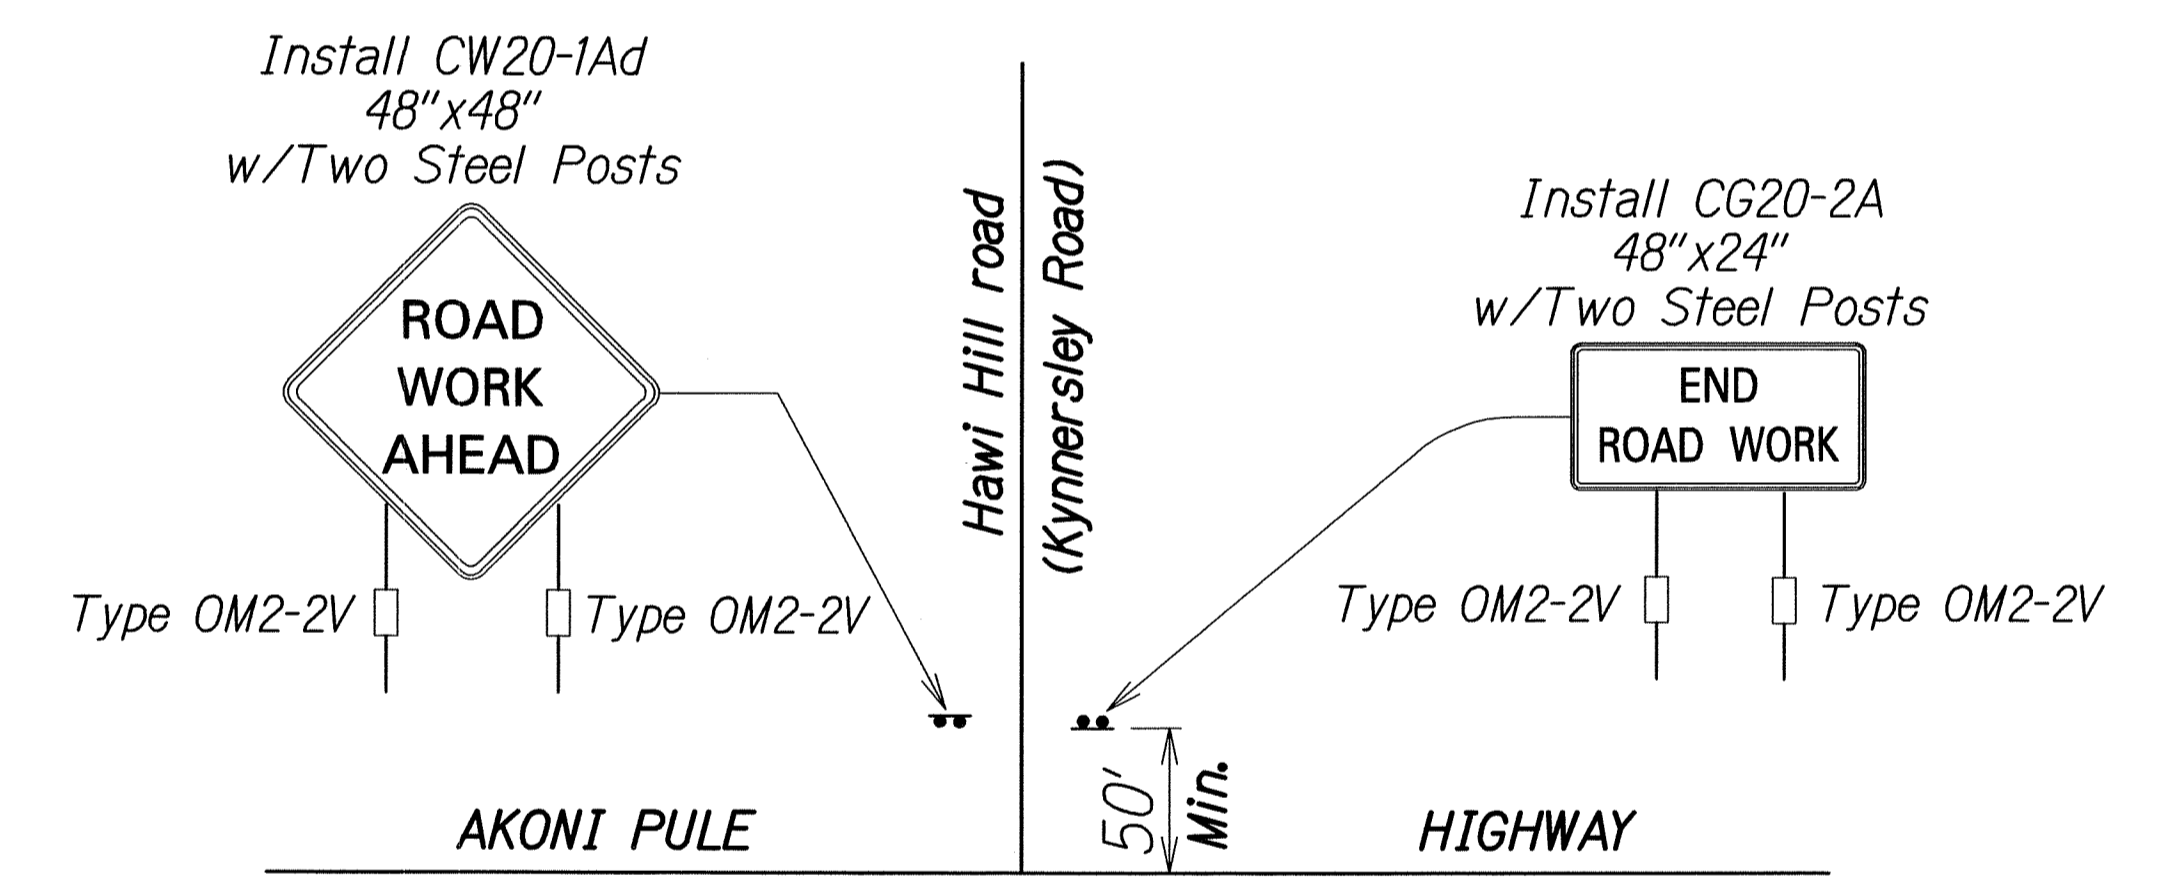 Install CW20-1Ad
48"x48"
w/Two Steel Posts
ROAD
WORK
AHEAD
Type OM2-2V
Type OM2-2V
Hawi Hill road
(Kynnersley Road)
Install CG20-2A
48"x24"
w/Two Steel Posts
END
ROAD WORK
Type OM2-2V
Type OM2-2V
50'
Min.
AKONI PULE HIGHWAY